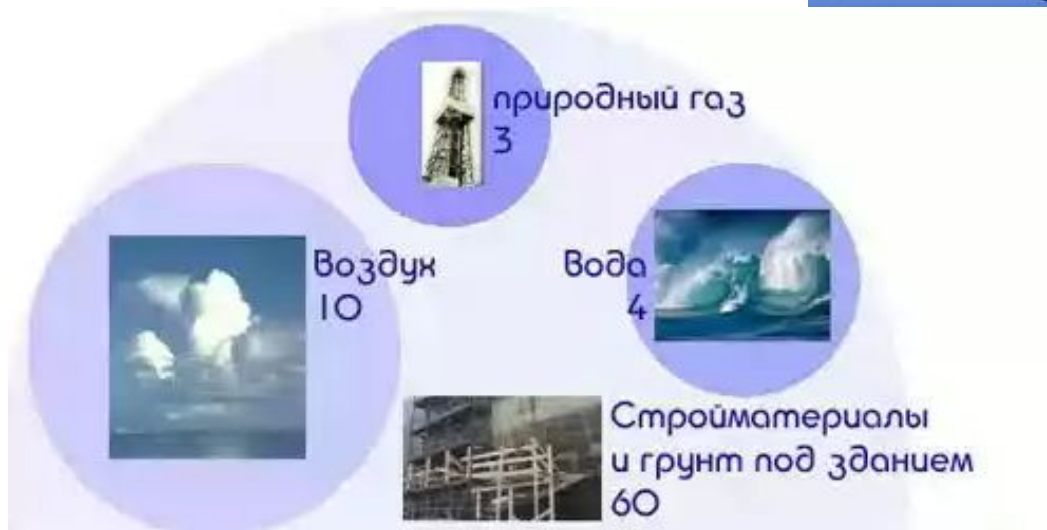 природный газ
3
воздух
10
вода
4
Стройматериалы
и грунт под зданием
60